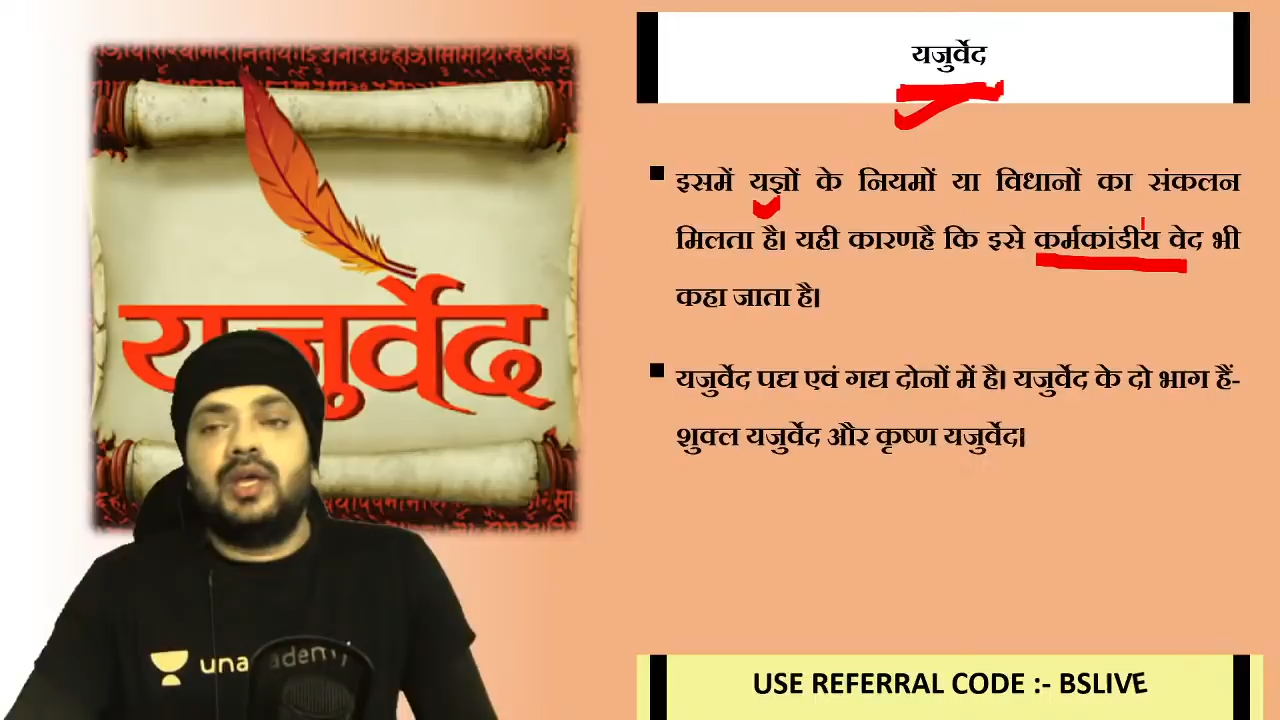 यजुर्वेद
यजुर्वेद
इसमें यज्ञों के नियमों या विधानों का संकलन
मिलता है। यही कारणहै कि इसे कर्मकांडीय वेद भी
कहा जाता है।
यजुर्वेद पद्य एवं गद्य दोनों में है। यजुर्वेद के दो भाग हैं-
शुक्ल यजुर्वेद और कृष्ण यजुर्वेद।
unacademy
USE REFERRAL CODE :- BSLIVE